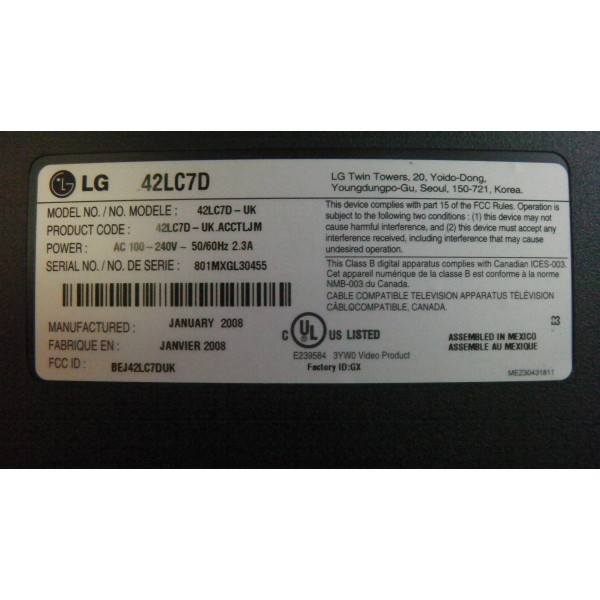 LG 42LC7D
MODEL NO. / NO. MODELE : 42LC7D-UK
PRODUCT CODE : 42LC7D-UK.ACCTLJM
POWER : AC 100-240V - 50/60Hz 2.3A
SERIAL NO. / NO. DE SERIE : 801MXGL30455
MANUFACTURED : JANUARY 2008
FABRIQUE EN : JANVIER 2008
FCC ID : BEJ42LC7DUK
LG Twin Towers, 20, Yoido-Dong,
Youngdungpo-Gu, Seoul, 150-721, Korea.
This device complies with part 15 of the FCC Rules. Operation is
subject to the following two conditions : (1) this device may not
cause harmful interference, and (2) this device must accept any
interference received, including interference that may cause
undesired operation.
This Class B digital apparatus complies with Canadian ICES-003.
Cet appareil numérique de la classe B est conforme à la norme
NMB-003 du Canada.
CABLE COMPATIBLE TELEVISION APPARATUS TÉLÉVISION
CÂBLOCOMPATIBLE, CANADA.
C UL US LISTED
E239584 3YW0 Video Product
Factory ID:GX
ASSEMBLED IN MEXICO
ASSEMBLE AU MEXIQUE
MEZ30431811